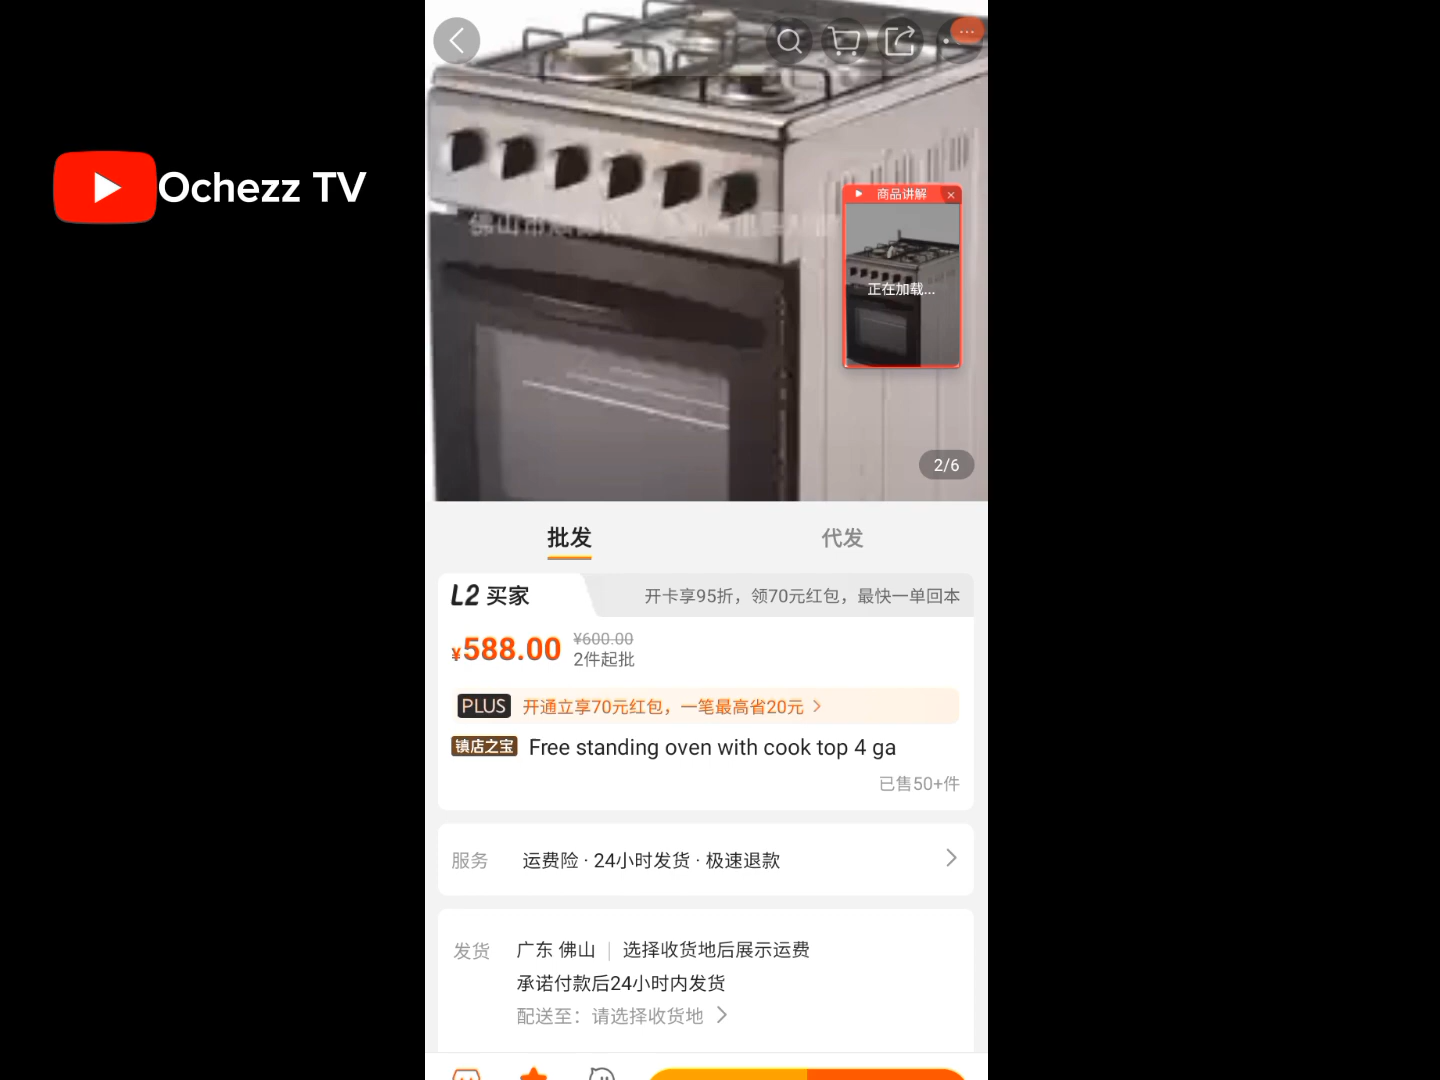 Ochezz TV
商品讲解
正在加载...
2/6
批发
代发
L2 买家
开卡享95折，领70元红包，最快一单回本
¥588.00
¥600.00
2件起批
PLUS 开通立享70元红包，一笔最高省20元
镇店之宝 Free standing oven with cook top 4 ga
已售50+件
服务 运费险 · 24小时发货 · 极速退款
发货 广东 佛山 | 选择收货地后展示运费
承诺付款后24小时内发货
配送至：请选择收货地